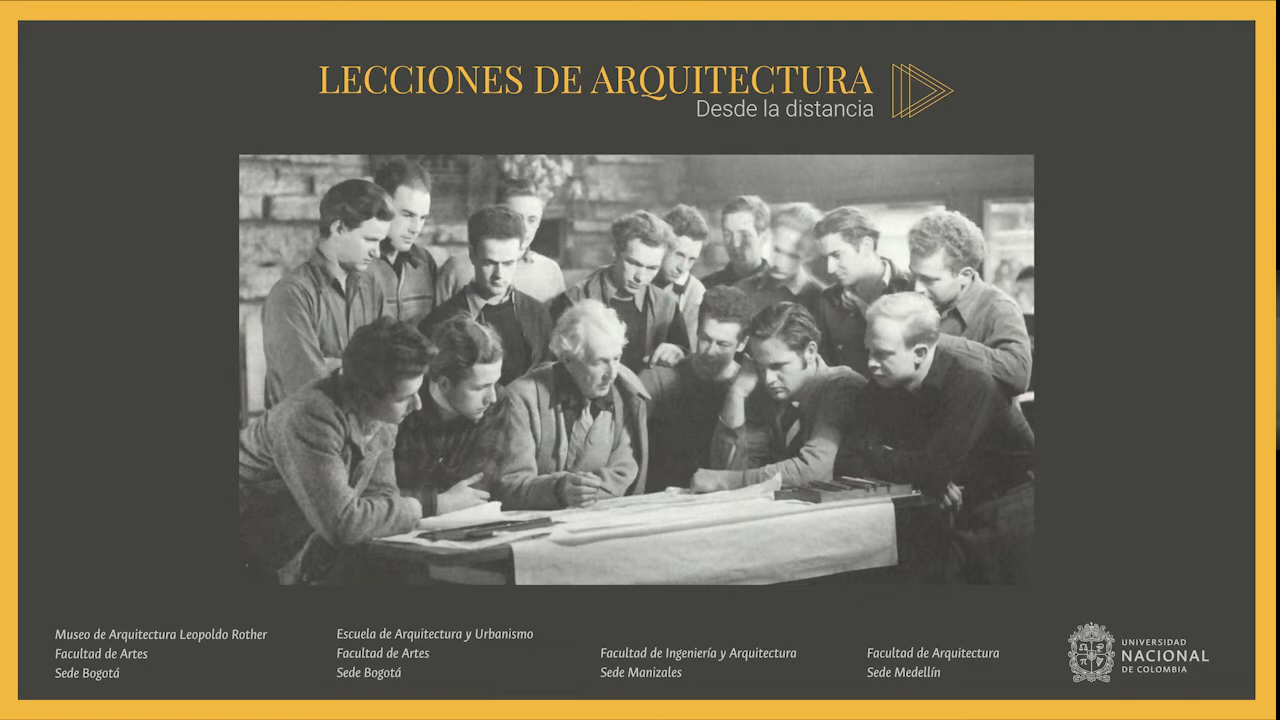 LECCIONES DE ARQUITECTURA
Desde la distancia
Museo de Arquitectura Leopoldo Rother
Facultad de Artes
Sede Bogotá
Escuela de Arquitectura y Urbanismo
Facultad de Artes
Sede Bogotá
Facultad de Ingeniería y Arquitectura
Sede Manizales
Facultad de Arquitectura
Sede Medellín
UNIVERSIDAD
NACIONAL
DE COLOMBIA